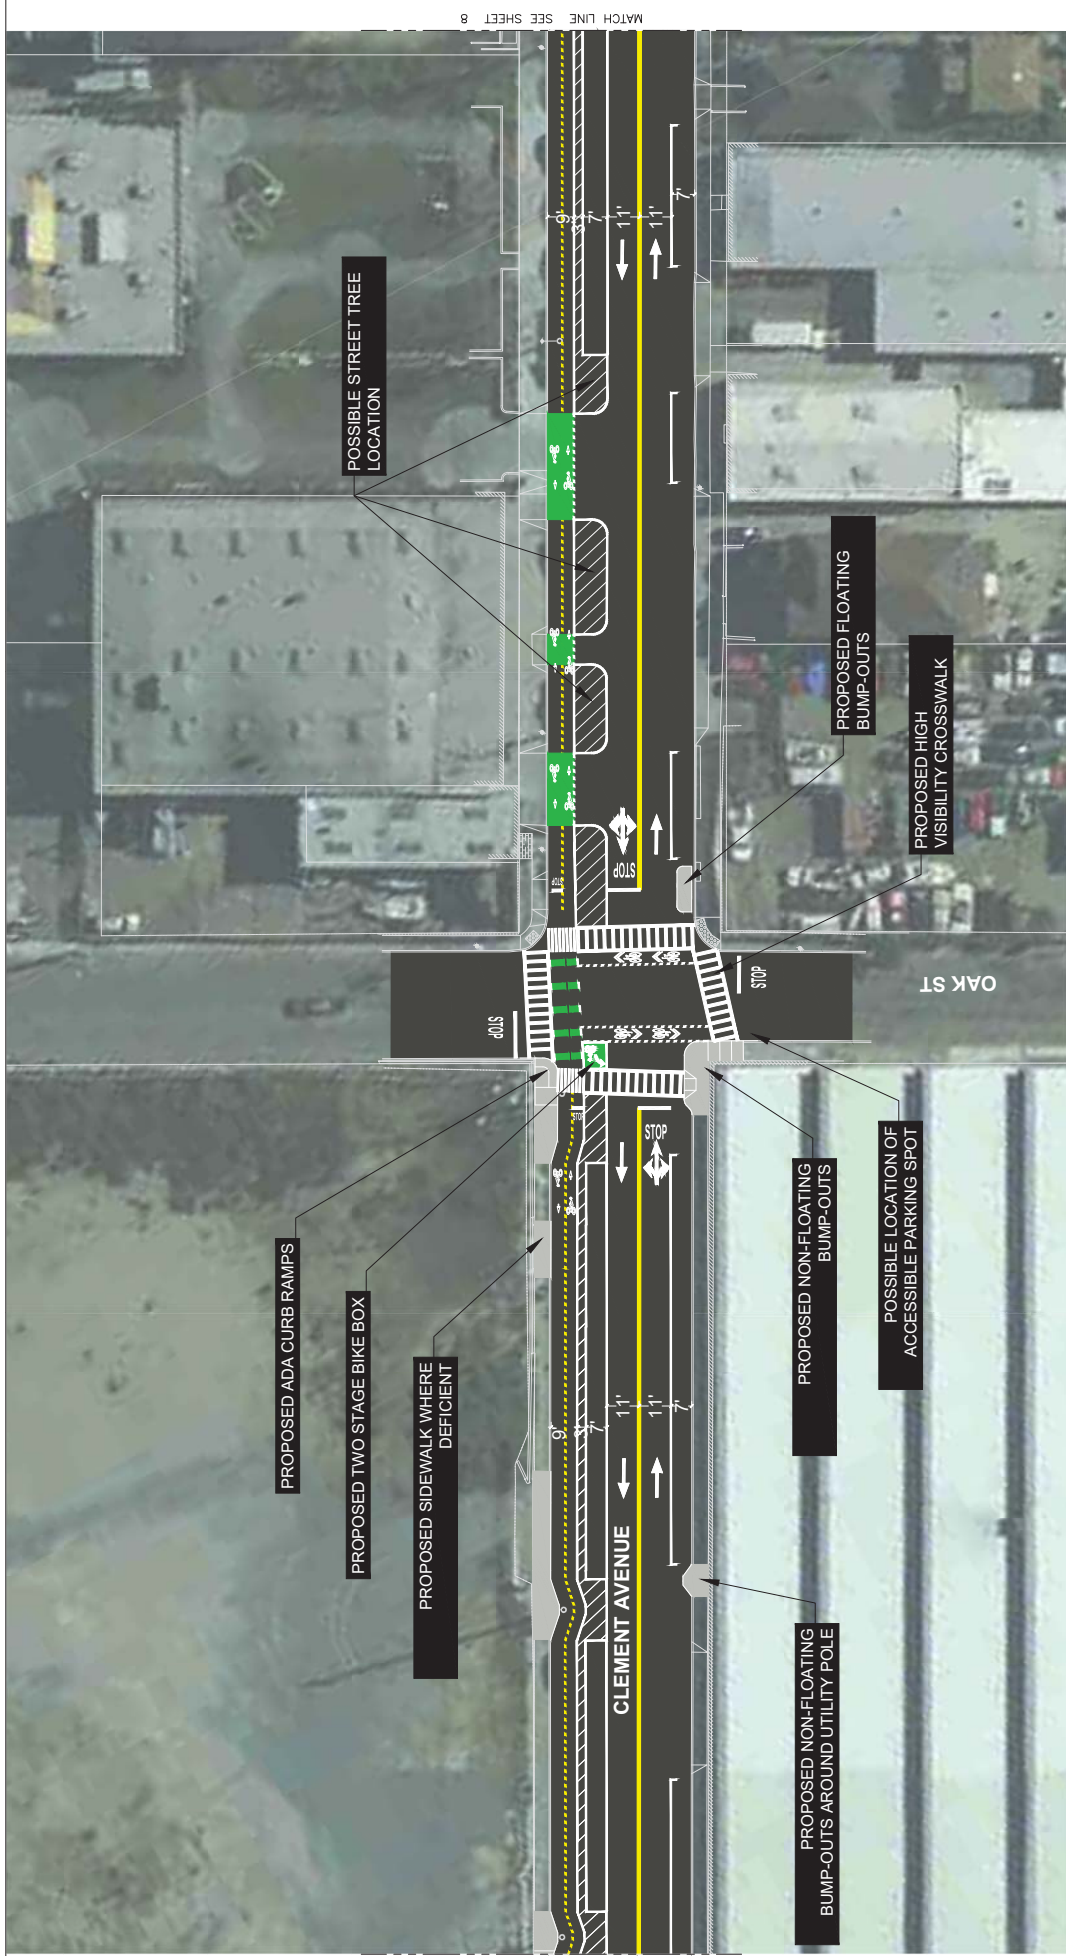 MATCH LINE SEE SHEET 8
POSSIBLE STREET TREE
LOCATION
9'
3'
7'
11'
11'
7'
PROPOSED FLOATING
BUMP-OUTS
PROPOSED HIGH
VISIBILITY CROSSWALK
STOP
STOP
STOP
STOP
OAK ST
STOP
STOP
PROPOSED ADA CURB RAMPS
PROPOSED TWO STAGE BIKE BOX
PROPOSED SIDEWALK WHERE
DEFICIENT
PROPOSED NON-FLOATING
BUMP-OUTS
POSSIBLE LOCATION OF
ACCESSIBLE PARKING SPOT
9'
3'
7'
11'
11'
7'
CLEMENT AVENUE
PROPOSED NON-FLOATING
BUMP-OUTS AROUND UTILITY POLE